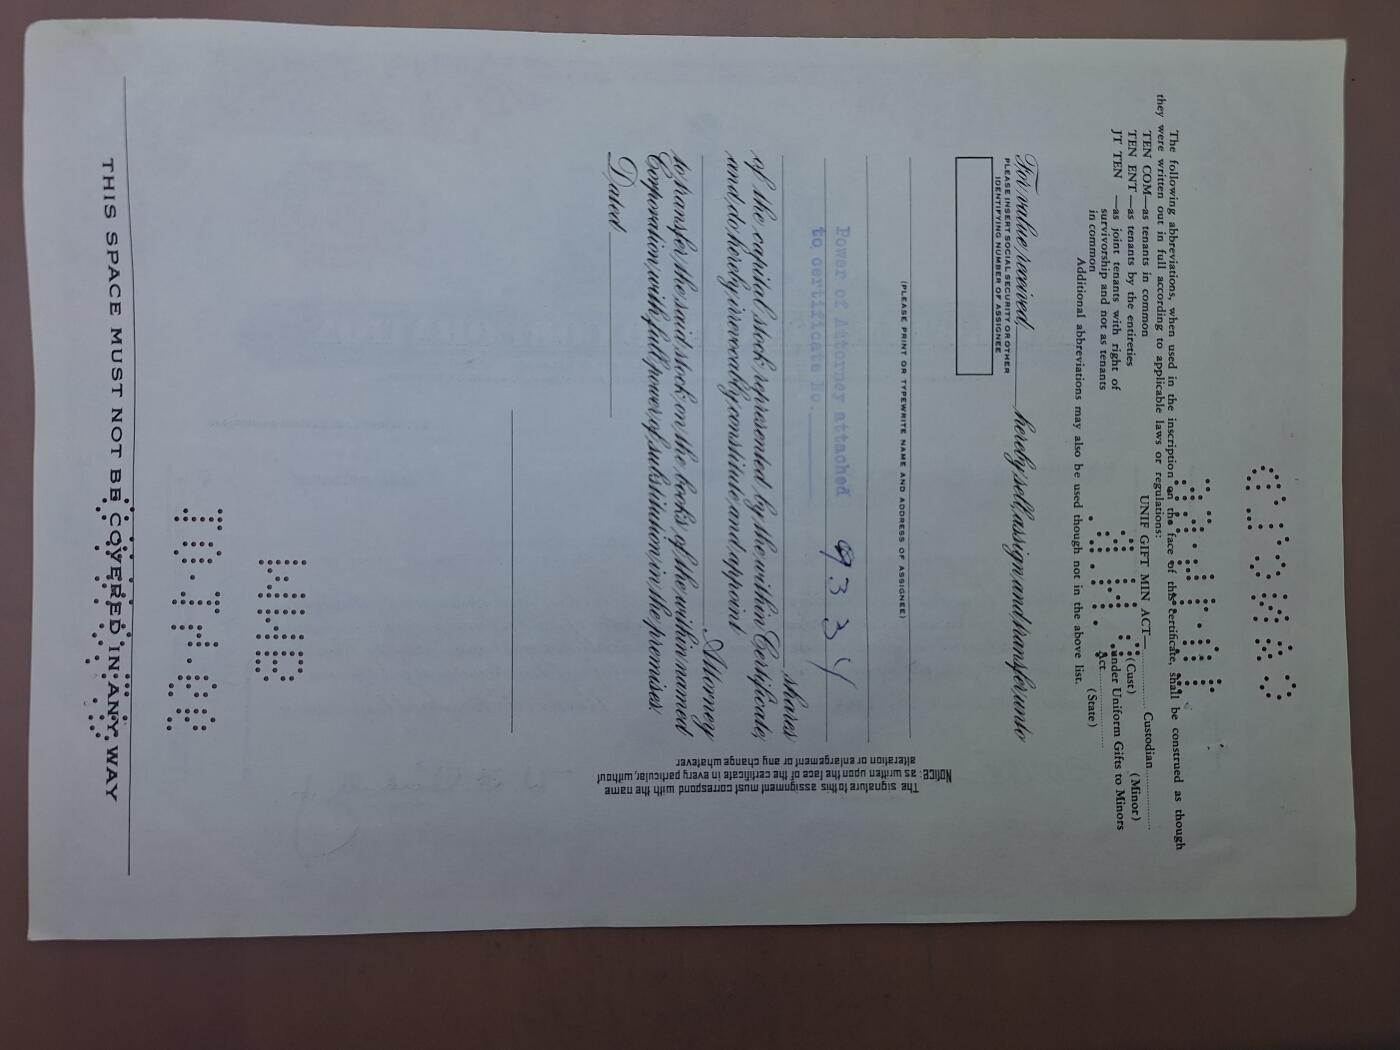 The following abbreviations, when used in the inscription on the face of this certificate, shall be construed as though
they were written out in full according to applicable laws or regulations:
TEN COM—as tenants in common
UNIF GIFT MIN ACT—............Custodian............
(Cust) (Minor)
TEN ENT —as tenants by the entireties
under Uniform Gifts to Minors
JT TEN —as joint tenants with right of
survivorship and not as tenants
in common
Act............
(State)
Additional abbreviations may also be used though not in the above list.
For value received, ______ hereby sell, assign and transfer unto
PLEASE INSERT SOCIAL SECURITY OR OTHER
IDENTIFYING NUMBER OF ASSIGNEE
(PLEASE PRINT OR TYPEWRITE NAME AND ADDRESS OF ASSIGNEE)
Power of Attorney attached
to certificate No. ______ 9334
shares
of the capital stock represented by the within Certificate,
and do hereby irrevocably constitute and appoint
Attorney
to transfer the said stock on the books of the within named
Corporation with full power of substitution in the premises.
Dated
Notice: The signature to this assignment must correspond with the name
as written upon the face of the certificate in every particular, without
alteration or enlargement or any change whatever
THIS SPACE MUST NOT BE COVERED IN ANY WAY